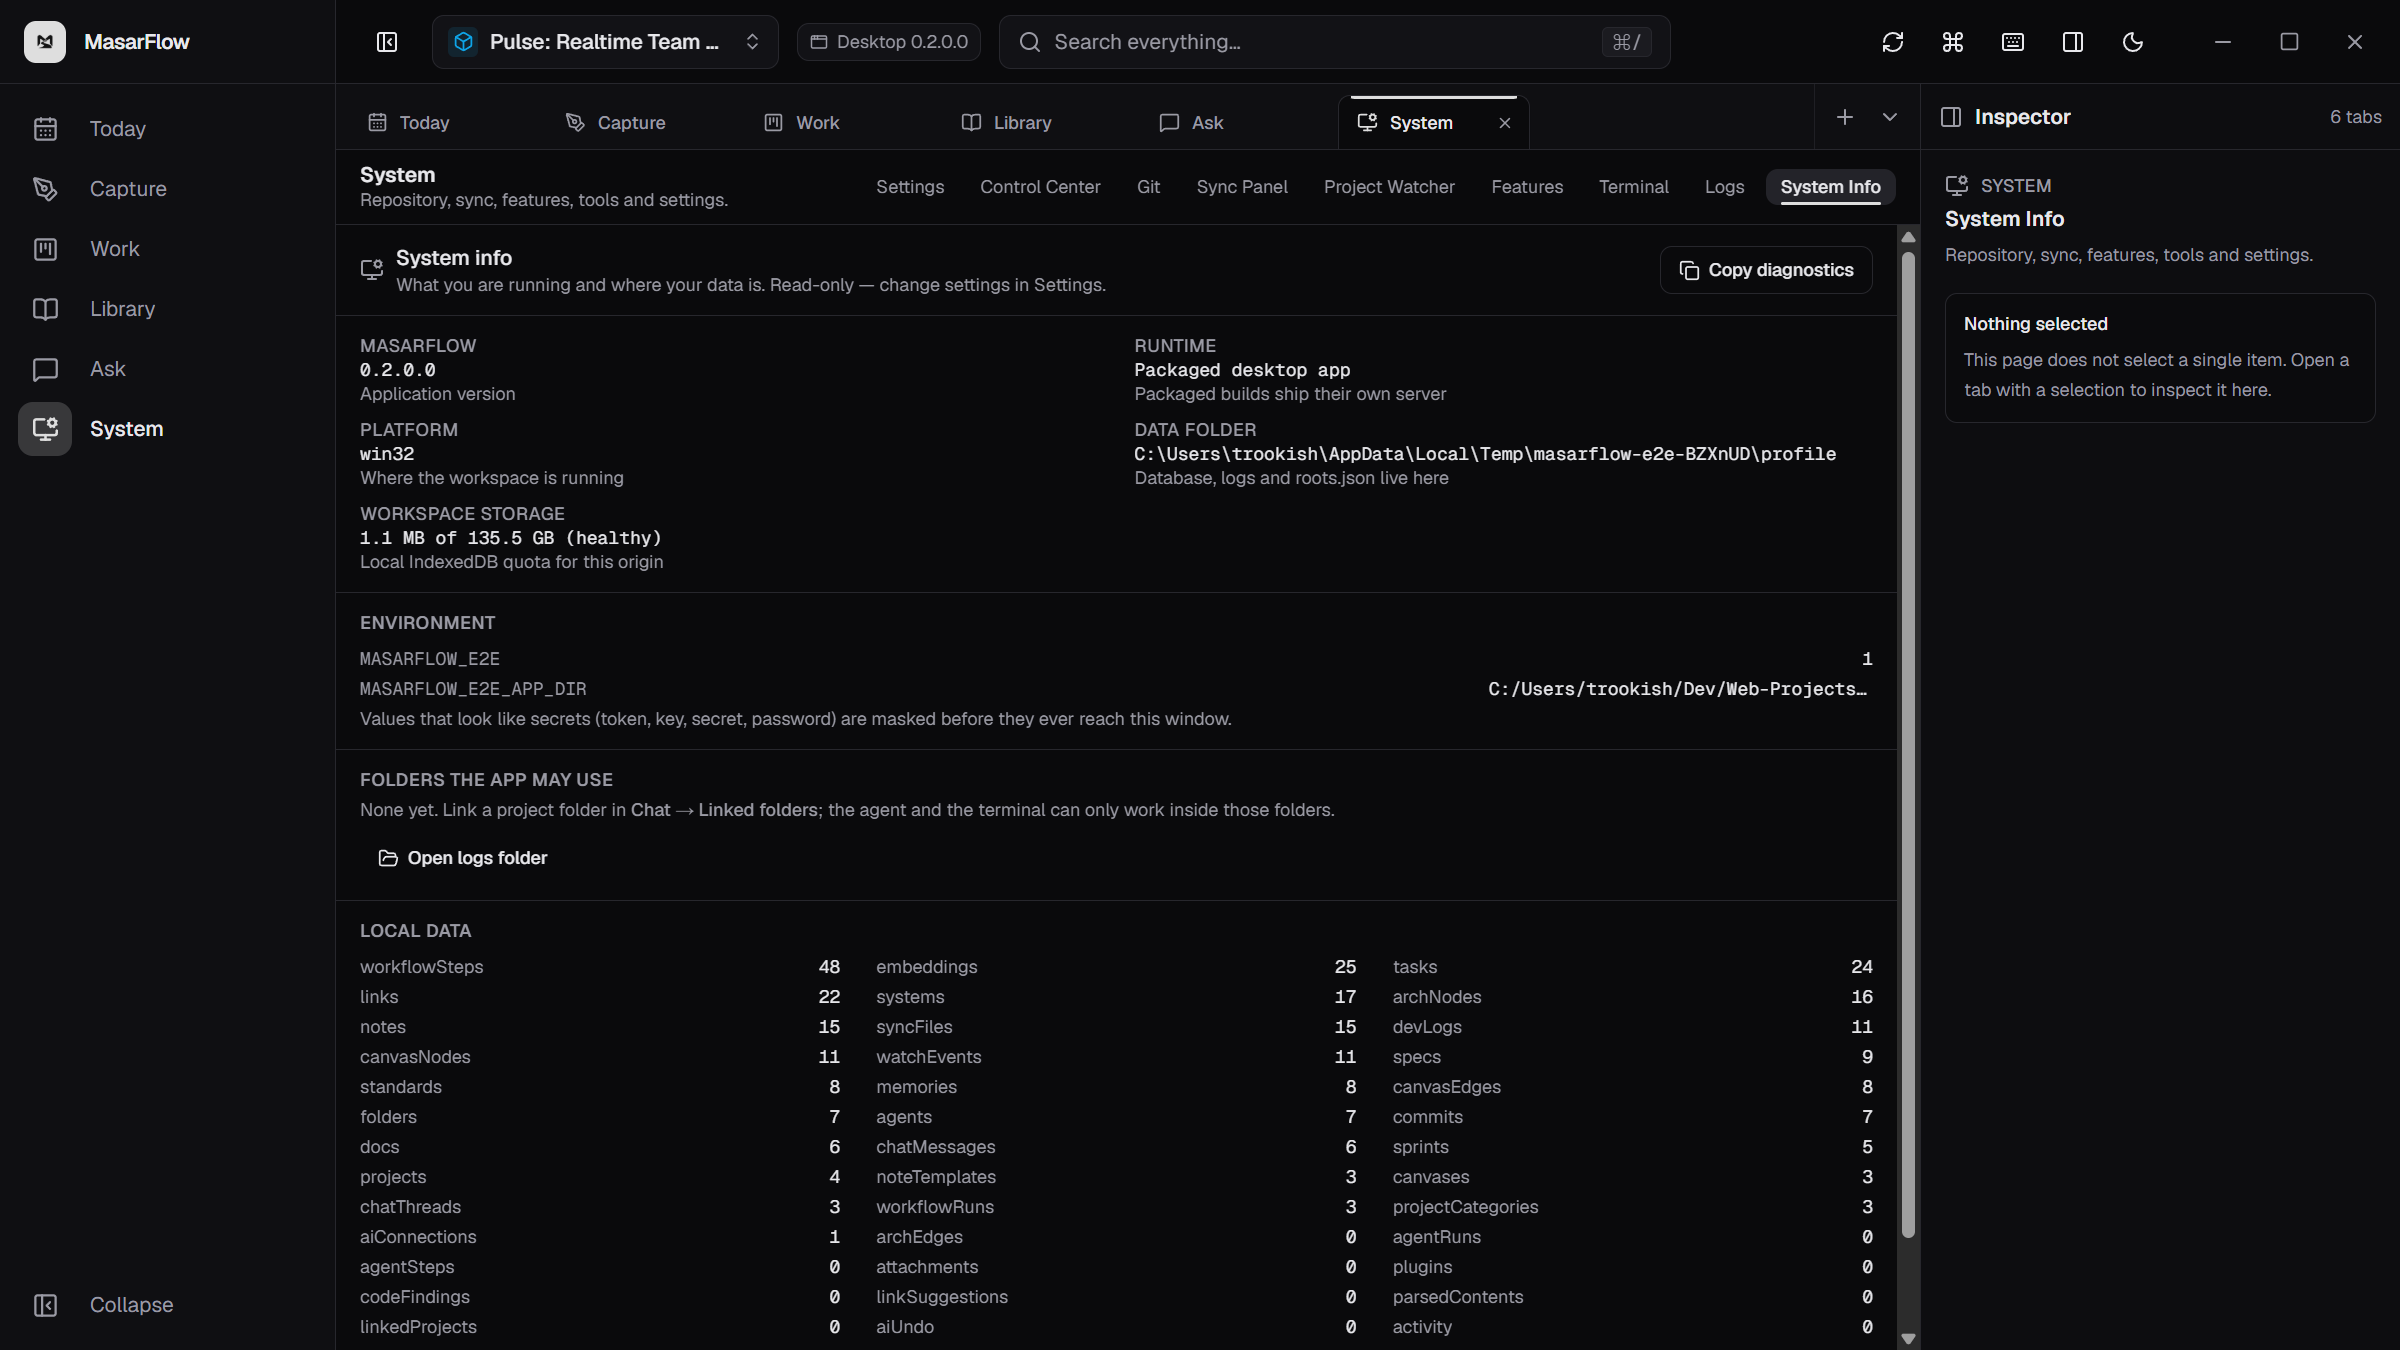 MasarFlow
Pulse: Realtime Team ...
Desktop 0.2.0.0
Search everything...
⌘/
Today
Capture
Work
Library
Ask
System
Collapse
Today
Capture
Work
Library
Ask
System
Inspector
6 tabs
System
Repository, sync, features, tools and settings.
Settings
Control Center
Git
Sync Panel
Project Watcher
Features
Terminal
Logs
System Info
SYSTEM
System Info
Repository, sync, features, tools and settings.
Nothing selected
This page does not select a single item. Open a
tab with a selection to inspect it here.
System info
What you are running and where your data is. Read-only — change settings in Settings.
Copy diagnostics
MASARFLOW
0.2.0.0
Application version
RUNTIME
Packaged desktop app
Packaged builds ship their own server
PLATFORM
win32
Where the workspace is running
DATA FOLDER
C:\Users\trookish\AppData\Local\Temp\masarflow-e2e-BZXnUD\profile
Database, logs and roots.json live here
WORKSPACE STORAGE
1.1 MB of 135.5 GB (healthy)
Local IndexedDB quota for this origin
ENVIRONMENT
MASARFLOW_E2E 1
MASARFLOW_E2E_APP_DIR C:/Users/trookish/Dev/Web-Projects…
Values that look like secrets (token, key, secret, password) are masked before they ever reach this window.
FOLDERS THE APP MAY USE
None yet. Link a project folder in Chat → Linked folders; the agent and the terminal can only work inside those folders.
Open logs folder
LOCAL DATA
workflowSteps 48 embeddings 25 tasks 24
links 22 systems 17 archNodes 16
notes 15 syncFiles 15 devLogs 11
canvasNodes 11 watchEvents 11 specs 9
standards 8 memories 8 canvasEdges 8
folders 7 agents 7 commits 7
docs 6 chatMessages 6 sprints 5
projects 4 noteTemplates 3 canvases 3
chatThreads 3 workflowRuns 3 projectCategories 3
aiConnections 1 archEdges 0 agentRuns 0
agentSteps 0 attachments 0 plugins 0
codeFindings 0 linkSuggestions 0 parsedContents 0
linkedProjects 0 aiUndo 0 activity 0